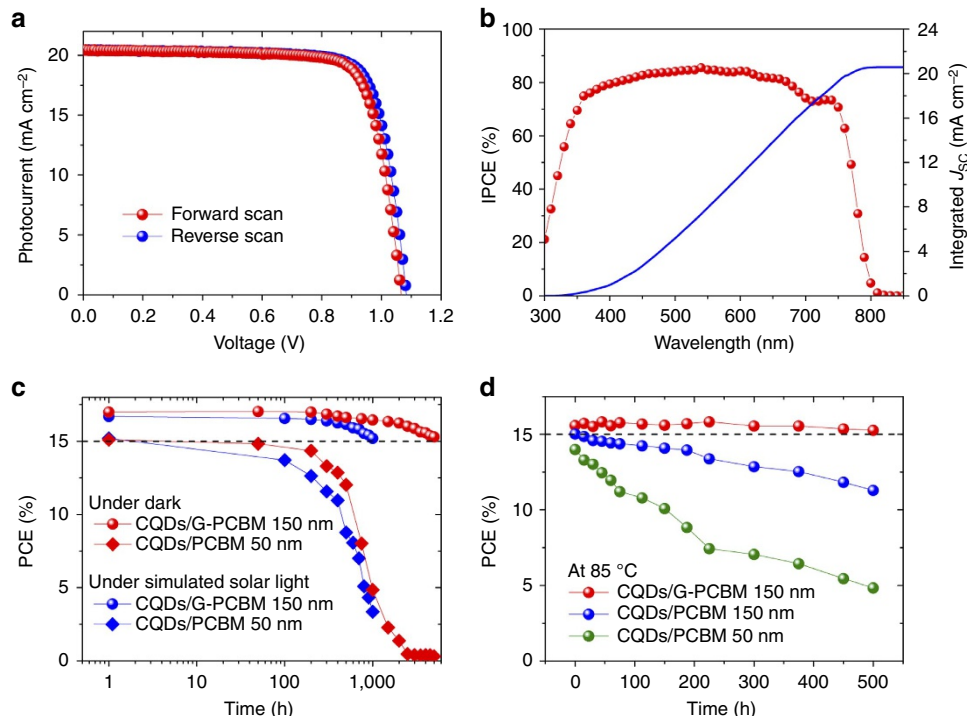 a
Photocurrent (mA cm–2)
20
15
10
5
0
0.0 0.2 0.4 0.6 0.8 1.0 1.2
Voltage (V)
Forward scan
Reverse scan
b
IPCE (%)
100
80
60
40
20
0
300 400 500 600 700 800
Wavelength (nm)
24
20
16
12
8
4
0
Integrated JSC (mA cm–2)
c
PCE (%)
15
10
5
0
1 10 100 1,000
Time (h)
Under dark
CQDs/G-PCBM 150 nm
CQDs/PCBM 50 nm
Under simulated solar light
CQDs/G-PCBM 150 nm
CQDs/PCBM 50 nm
d
PCE (%)
15
10
5
0
0 100 200 300 400 500
Time (h)
At 85 °C
CQDs/G-PCBM 150 nm
CQDs/PCBM 150 nm
CQDs/PCBM 50 nm